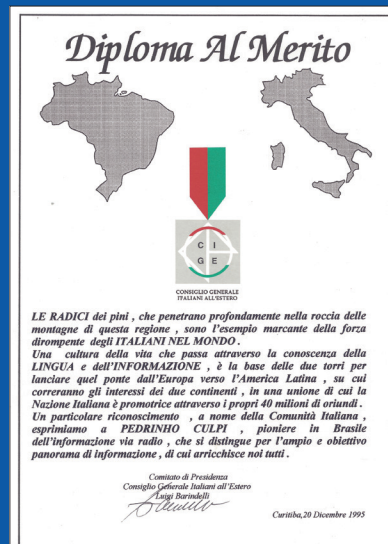 Diploma Al Merito
C I
G E
CONSIGLIO GENERALE
ITALIANI ALL'ESTERO
LE RADICI dei pini , che penetrano profondamente nella roccia delle
montagne di questa regione , sono l'esempio marcante della forza
dirompente degli ITALIANI NEL MONDO .
Una cultura della vita che passa attraverso la conoscenza della
LINGUA e dell'INFORMAZIONE , è la base delle due torri per
lanciare quel ponte dall'Europa verso l'America Latina , su cui
correranno gli interessi dei due continenti , in una unione di cui la
Nazione Italiana è promotrice attraverso i propri 40 milioni di oriundi .
Un particolare riconoscimento , a nome della Comunità Italiana ,
esprimiamo a PEDRINHO CULPI , pioniere in Brasile
dell'informazione via radio , che si distingue per l'ampio e obiettivo
panorama di informazione , di cui arricchisce noi tutti .
Comitato di Presidenza
Consiglio Generale Italiani all'Estero
Luigi Barindelli
Curitiba,20 Dicembre 1995